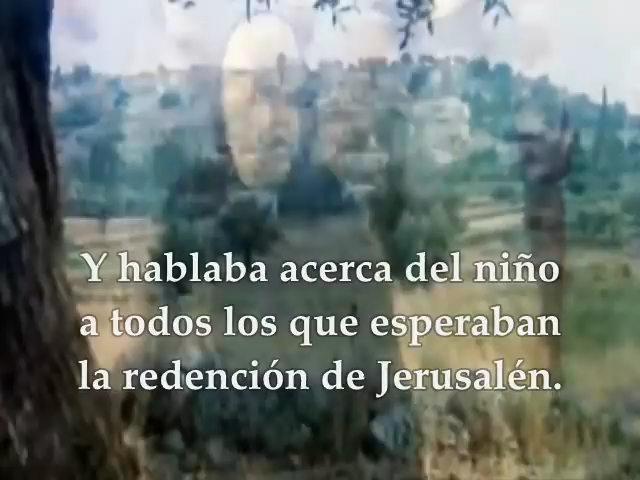 Y hablaba acerca del niño
a todos los que esperaban
la redención de Jerusalén.